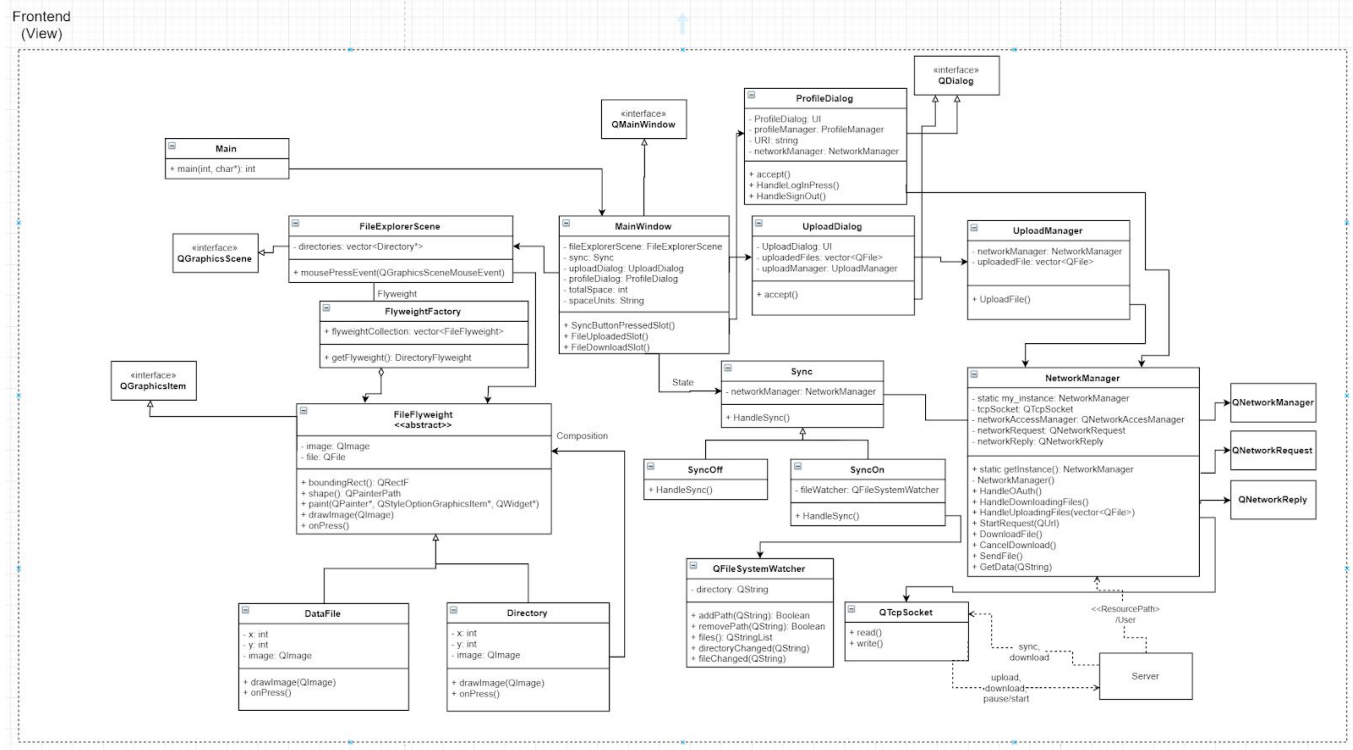 Frontend
(View)
«interface»
QDialog
ProfileDialog
- ProfileDialog: UI
- profileManager: ProfileManager
- URI: string
- networkManager: NetworkManager
+ accept()
+ HandleLogInPress()
+ HandleSignOut()
«interface»
QMainWindow
Main
+ main(int, char*): int
FileExplorerScene
- directories: vector<Directory*>
+ mousePressEvent(QGraphicsSceneMouseEvent)
«interface»
QGraphicsScene
MainWindow
- fileExplorerScene: FileExplorerScene
- sync: Sync
- uploadDialog: UploadDialog
- profileDialog: ProfileDialog
- totalSpace: int
- spaceUnits: String
+ SyncButtonPressedSlot()
+ FileUploadedSlot()
+ FileDownloadSlot()
UploadDialog
- UploadDialog: UI
- uploadedFiles: vector<QFile>
- uploadManager: UploadManager
+ accept()
UploadManager
- networkManager: NetworkManager
- uploadedFile: vector<QFile>
+ UploadFile()
Flyweight
FlyweightFactory
+ flyweightCollection: vector<FileFlyweight>
+ getFlyweight(): DirectoryFlyweight
«interface»
QGraphicsItem
State
Sync
- networkManager: NetworkManager
+ HandleSync()
NetworkManager
- static my_instance: NetworkManager
- tcpSocket: QTcpSocket
- networkAccessManager: QNetworkAccesManager
- networkRequest: QNetworkRequest
- networkReply: QNetworkReply
+ static getInstance(): NetworkManager
- NetworkManager()
+ HandleOAuth()
+ HandleDownloadingFiles()
+ HandleUploadingFiles(vector<QFile>)
+ StartRequest(QUrl)
+ DownloadFile()
+ CancelDownload()
+ SendFile()
+ GetData(QString)
QNetworkManager
QNetworkRequest
QNetworkReply
FileFlyweight
<<abstract>>
- image: QImage
- file: QFile
+ boundingRect(): QRectF
+ shape(): QPainterPath
+ paint(QPainter*, QStyleOptionGraphicsItem*, QWidget*)
+ drawImage(QImage)
+ onPress()
Composition
SyncOff
+ HandleSync()
SyncOn
- fileWatcher: QFileSystemWatcher
+ HandleSync()
QFileSystemWatcher
- directory: QString
+ addPath(QString): Boolean
+ removePath(QString): Boolean
+ files(): QStringList
+ directoryChanged(QString)
+ fileChanged(QString)
QTcpSocket
+ read()
+ write()
<<ResourcePath>
/User
DataFile
- x: int
- y: int
- image: QImage
+ drawImage(QImage)
+ onPress()
Directory
- x: int
- y: int
- image: QImage
+ drawImage(QImage)
+ onPress()
sync,
download
upload,
download,
pause/start
Server